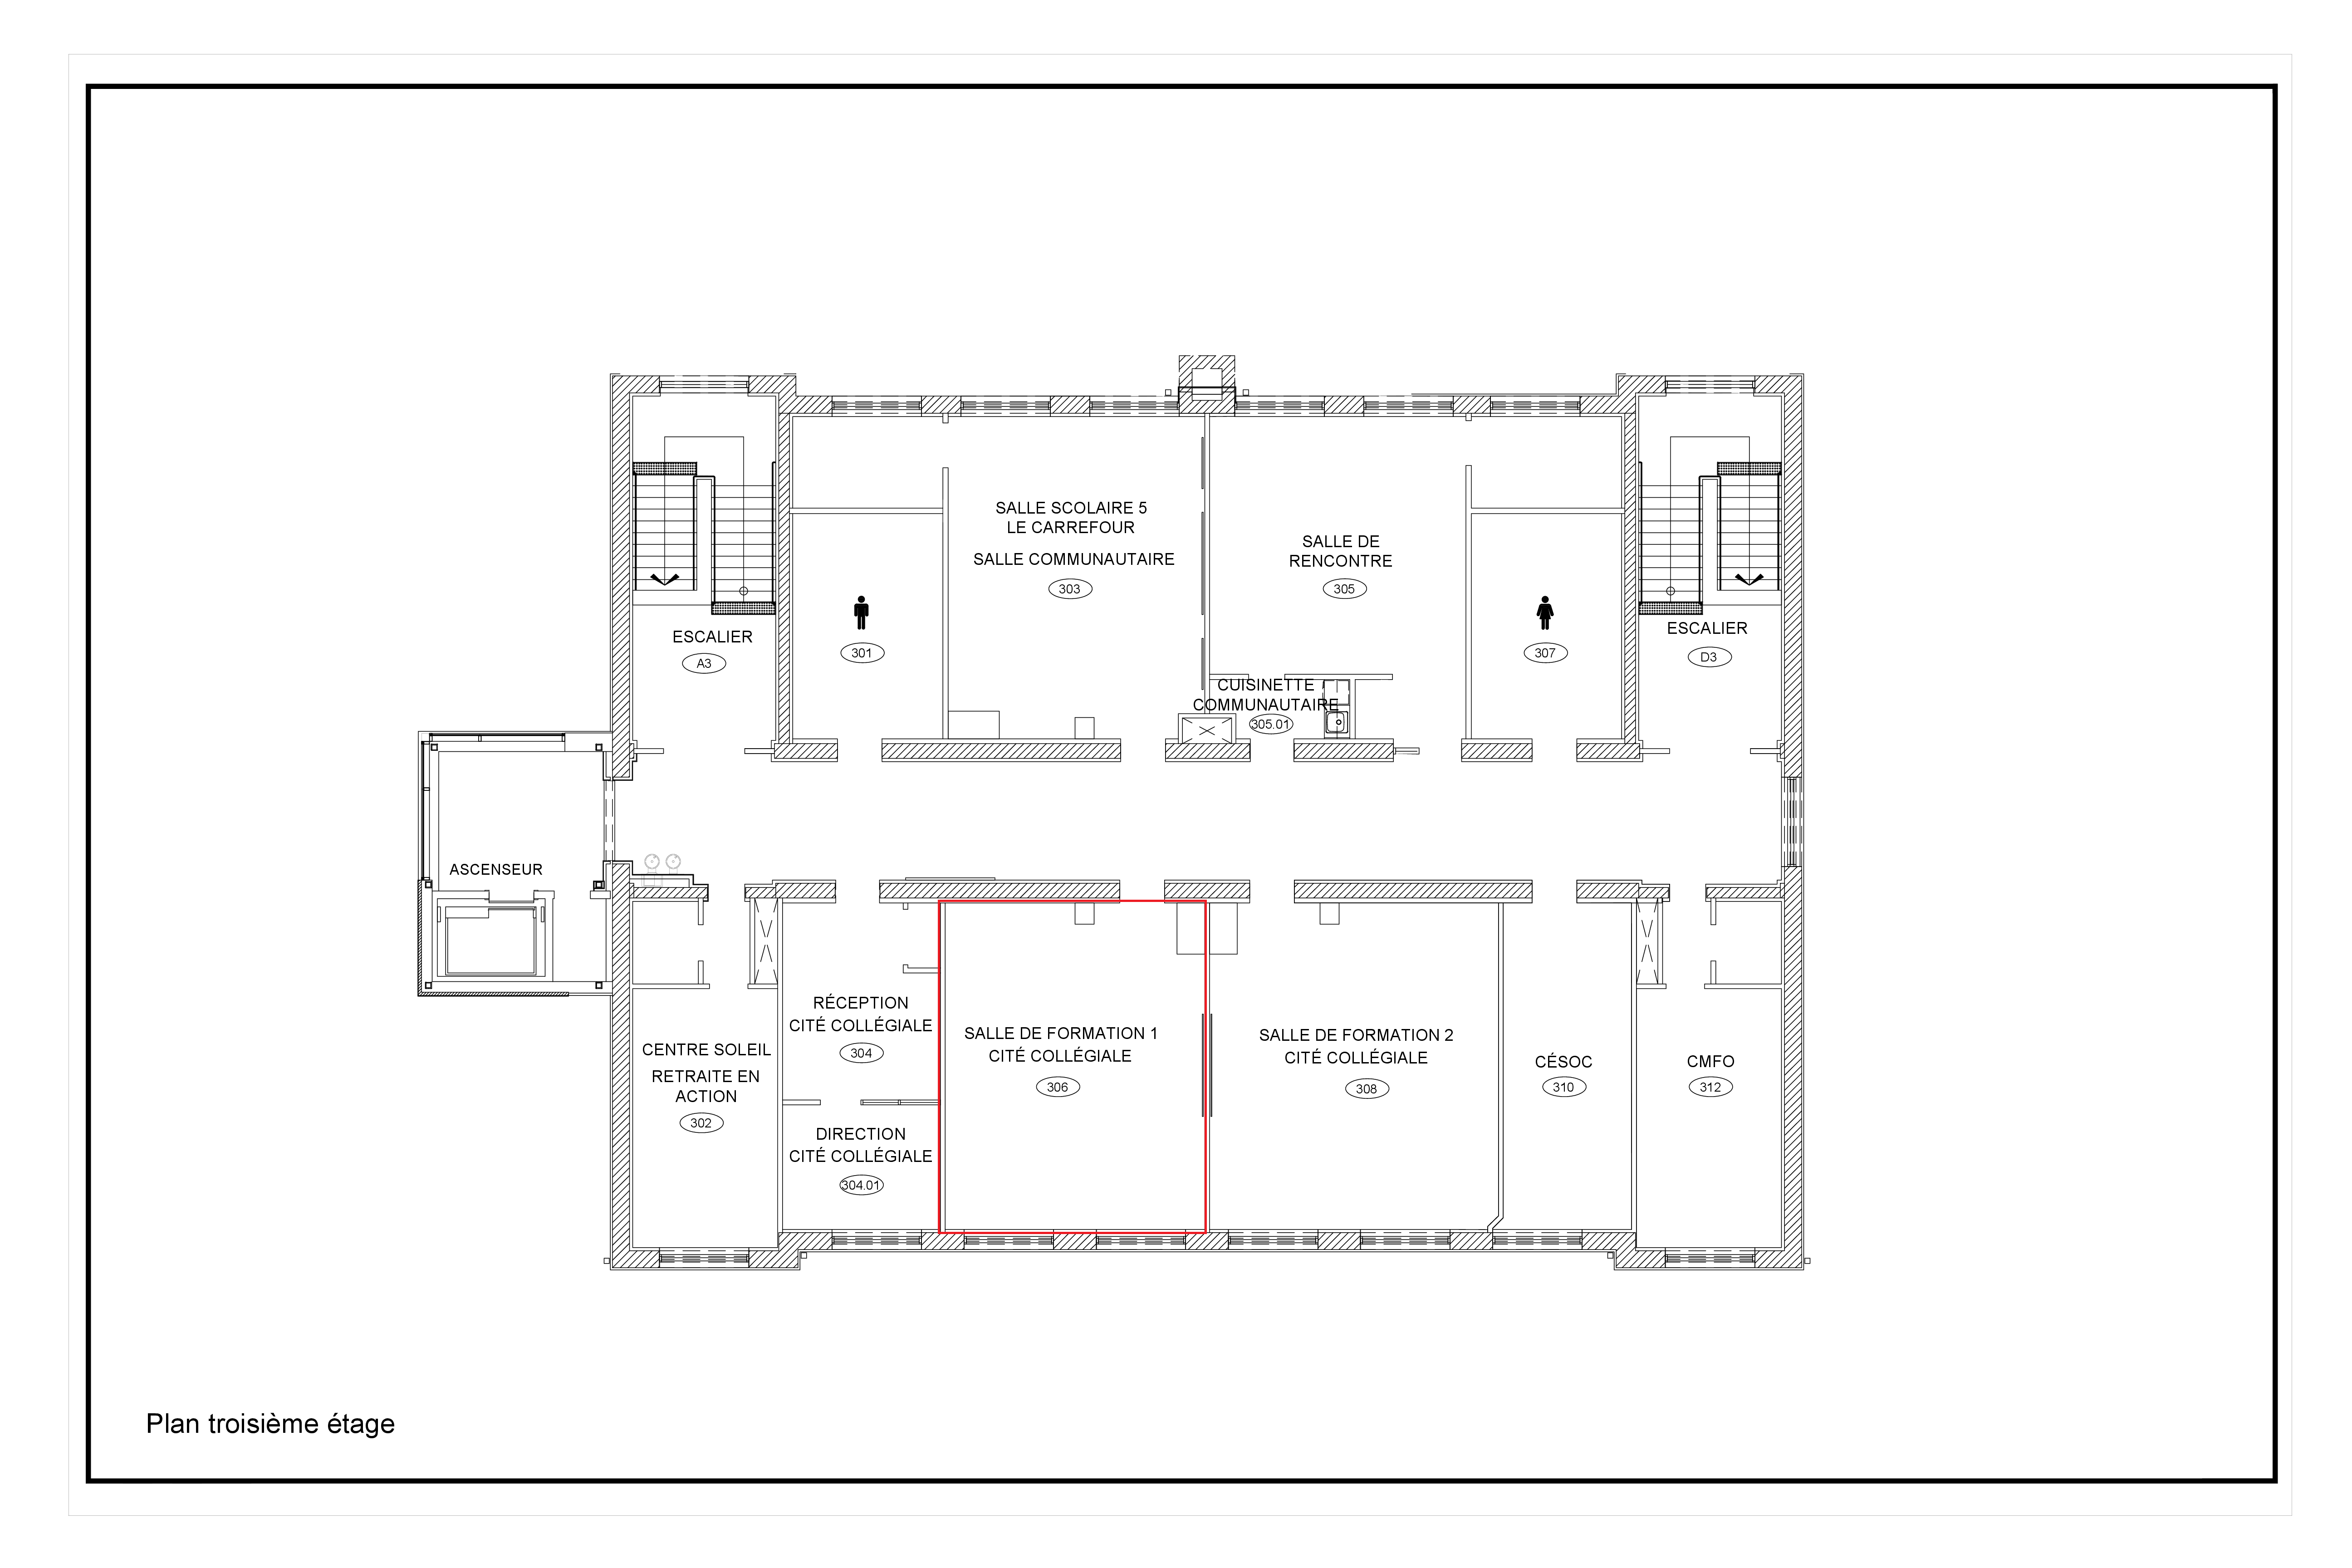 SALLE SCOLAIRE 5
LE CARREFOUR
SALLE COMMUNAUTAIRE
303
SALLE DE
RENCONTRE
305
301
307
ESCALIER
A3
ESCALIER
D3
CUISINETTE
COMMUNAUTAIRE
305.01
ASCENSEUR
CENTRE SOLEIL
RETRAITE EN
ACTION
302
RÉCEPTION
CITÉ COLLÉGIALE
304
DIRECTION
CITÉ COLLÉGIALE
304.01
SALLE DE FORMATION 1
CITÉ COLLÉGIALE
306
SALLE DE FORMATION 2
CITÉ COLLÉGIALE
308
CÉSOC
310
CMFO
312
Plan troisième étage